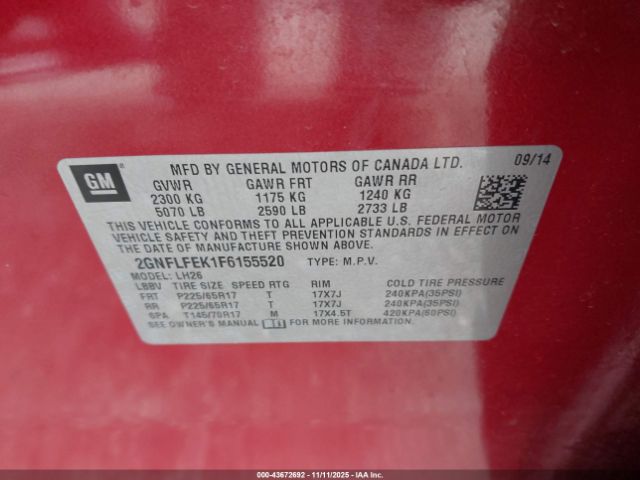 GM
MFD BY GENERAL MOTORS OF CANADA LTD. 09/14
GVWR GAWR FRT GAWR RR
2300 KG 1175 KG 1240 KG
5070 LB 2590 LB 2733 LB
THIS VEHICLE CONFORMS TO ALL APPLICABLE U.S. FEDERAL MOTOR
VEHICLE SAFETY AND THEFT PREVENTION STANDARDS IN EFFECT ON
THE DATE OF MANUFACTURE SHOWN ABOVE.
2GNFLFEK1F6155520 TYPE: M.P.V.
MODEL: LH26
LBBV TIRE SIZE SPEED RTG RIM COLD TIRE PRESSURE
FRT P225/65R17 T 17X7J 240KPA(35PSI)
RR P225/65R17 T 17X7J 240KPA(35PSI)
SPA T145/70R17 M 17X4.5T 420KPA(60PSI)
SEE OWNER'S MANUAL
000-43672692 - 11/11/2025 - IAA Inc.